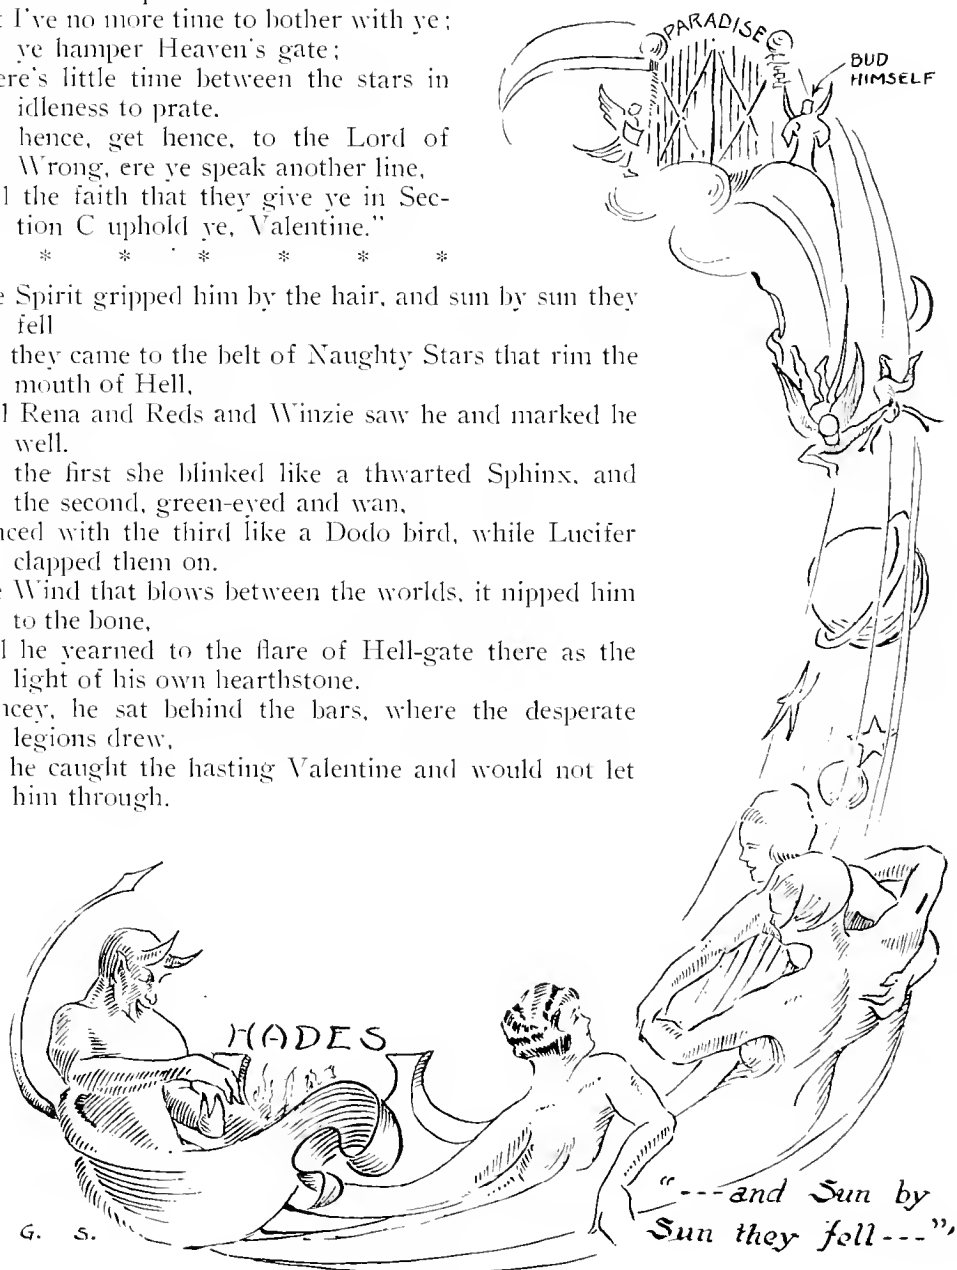 I've no more time to bother with ye;
ye hamper Heaven's gate;
little time between the stars in
idleness to prate.
hence, get hence, to the Lord of
Wrong, ere ye speak another line,
the faith that they give ye in Sec-
tion C uphold ye, Valentine."
* * * * * *
Spirit gripped him by the hair, and sun by sun they
fell
they came to the belt of Naughty Stars that rim the
mouth of Hell,
Rena and Reds and Winzie saw he and marked he
well.
the first she blinked like a thwarted Sphinx, and
the second, green-eyed and wan,
with the third like a Dodo bird, while Lucifer
clapped them on.
Wind that blows between the worlds, it nipped him
to the bone,
he yearned to the flare of Hell-gate there as the
light of his own hearthstone.
he sat behind the bars, where the desperate
legions drew,
he caught the hasting Valentine and would not let
him through.
PARADISE
BUD
HIMSELF
HADES
G. S.
"---and Sun by
Sun they fell---",